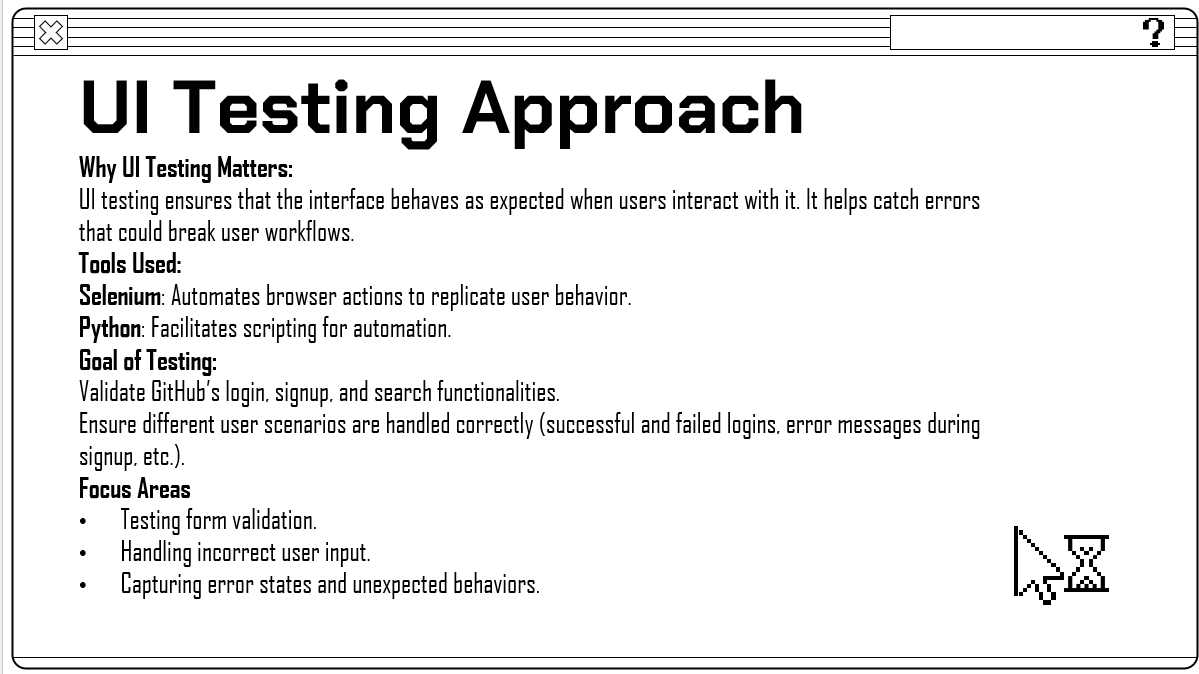 ?
UI Testing Approach
Why UI Testing Matters:
UI testing ensures that the interface behaves as expected when users interact with it. It helps catch errors
that could break user workflows.
Tools Used:
Selenium: Automates browser actions to replicate user behavior.
Python: Facilitates scripting for automation.
Goal of Testing:
Validate GitHub's login, signup, and search functionalities.
Ensure different user scenarios are handled correctly (successful and failed logins, error messages during
signup, etc.).
Focus Areas
• Testing form validation.
• Handling incorrect user input.
• Capturing error states and unexpected behaviors.